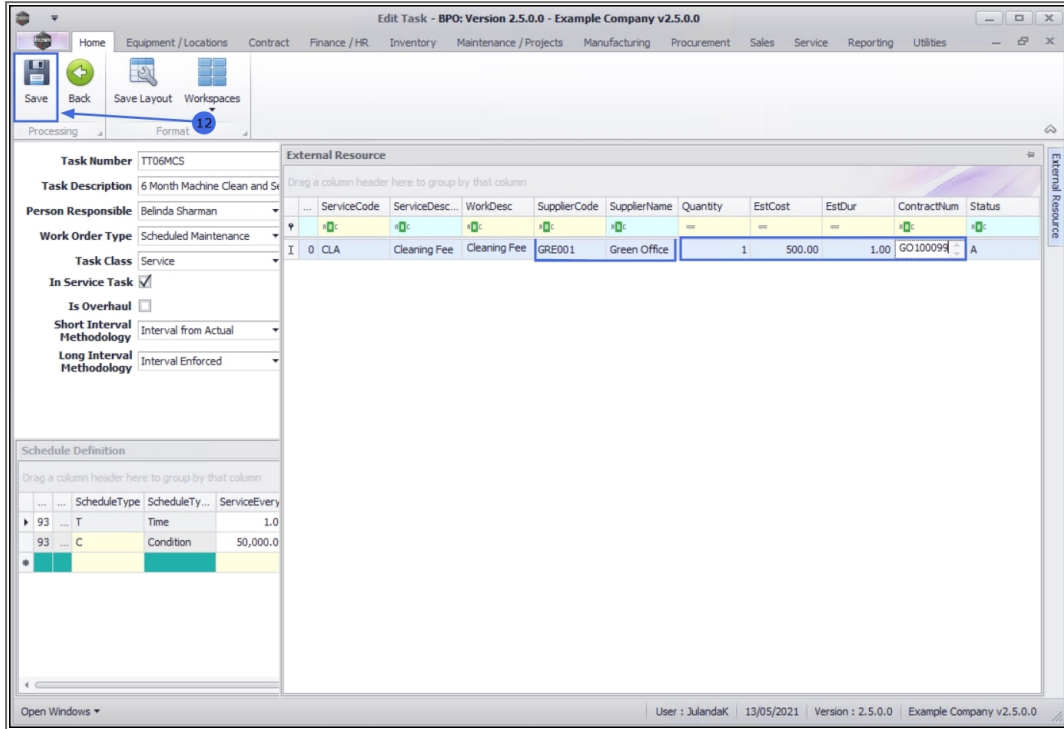 Edit Task - BPO: Version 2.5.0.0 - Example Company v2.5.0.0
Home Equipment / Locations Contract Finance / HR Inventory Maintenance / Projects Manufacturing Procurement Sales Service Reporting Utilities
Save Back Save Layout Workspaces
12
Processing Format
Task Number TT06MCS
Task Description 6 Month Machine Clean and Se
Person Responsible Belinda Sharman
Work Order Type Scheduled Maintenance
Task Class Service
In Service Task
Is Overhaul
Short Interval Methodology Interval from Actual
Long Interval Methodology Interval Enforced
External Resource
Drag a column header here to group by that column
... ServiceCode ServiceDesc... WorkDesc SupplierCode SupplierName Quantity EstCost EstDur ContractNum Status
0 CLA Cleaning Fee Cleaning Fee GRE001 Green Office 1 500.00 1.00 GO100099 A
External Resource
Schedule Definition
Drag a column header here to group by that column
... ... ScheduleType ScheduleTy... ServiceEvery
93 ... T Time 1.0
93 ... C Condition 50,000.0
Open Windows User : JulandaK 13/05/2021 Version : 2.5.0.0 Example Company v2.5.0.0